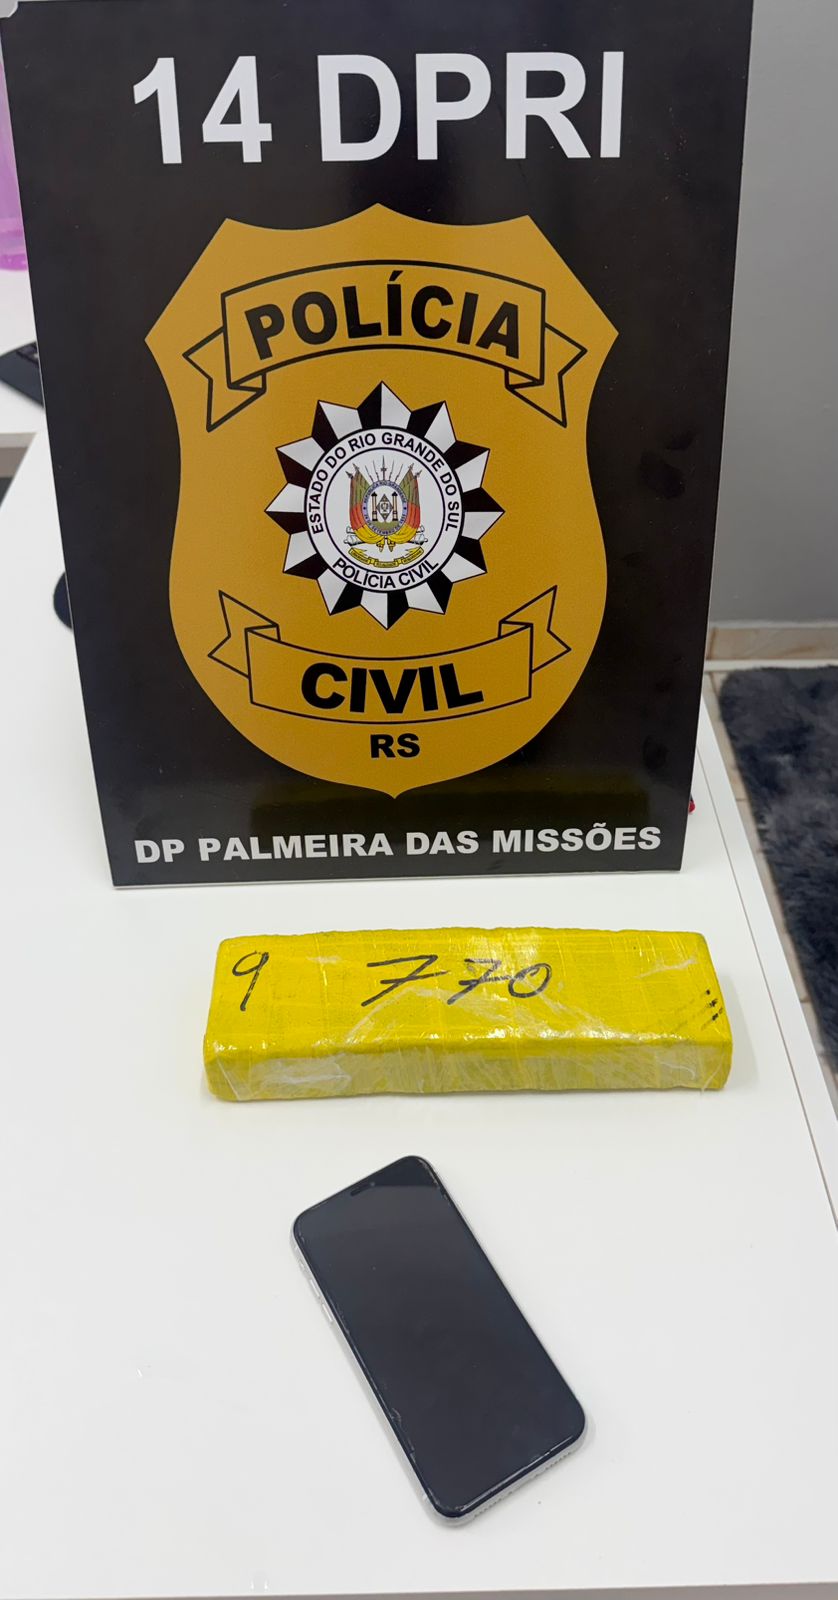 14 DPRI
POLÍCIA
ESTADO DO RIO GRANDE DO SUL
POLÍCIA CIVIL
CIVIL
RS
DP PALMEIRA DAS MISSÕES
9 770